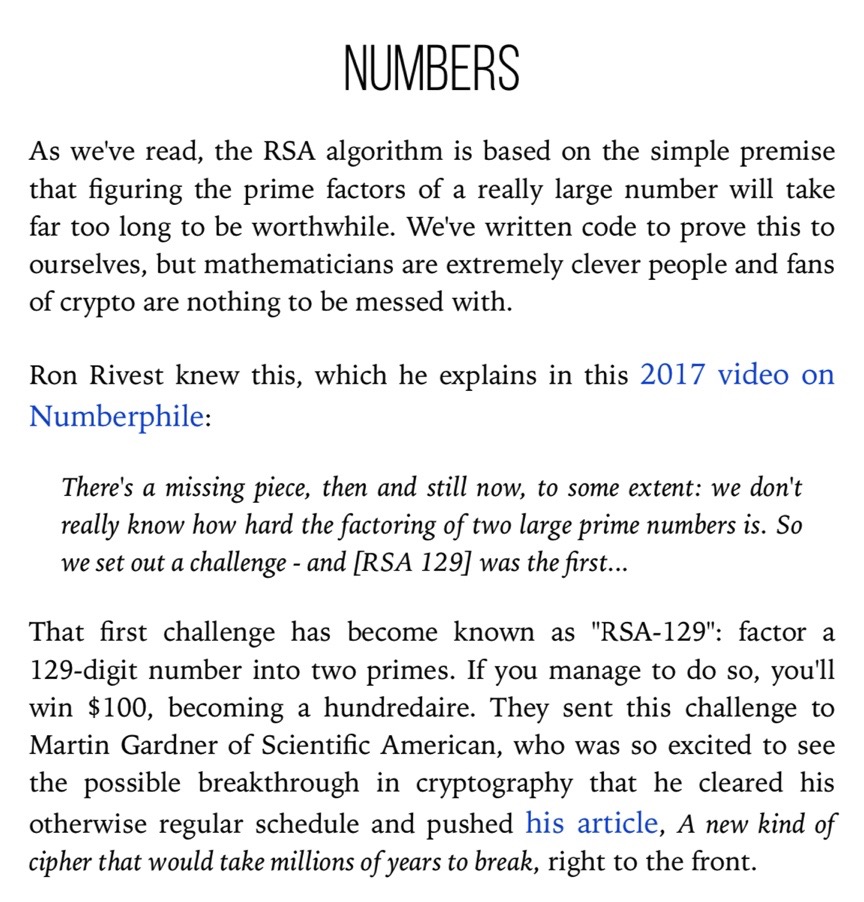 NUMBERS
As we've read, the RSA algorithm is based on the simple premise
that figuring the prime factors of a really large number will take
far too long to be worthwhile. We've written code to prove this to
ourselves, but mathematicians are extremely clever people and fans
of crypto are nothing to be messed with.
Ron Rivest knew this, which he explains in this 2017 video on
Numberphile:
There's a missing piece, then and still now, to some extent: we don't
really know how hard the factoring of two large prime numbers is. So
we set out a challenge - and [RSA 129] was the first...
That first challenge has become known as "RSA-129": factor a
129-digit number into two primes. If you manage to do so, you'll
win $100, becoming a hundredaire. They sent this challenge to
Martin Gardner of Scientific American, who was so excited to see
the possible breakthrough in cryptography that he cleared his
otherwise regular schedule and pushed his article, A new kind of
cipher that would take millions of years to break, right to the front.